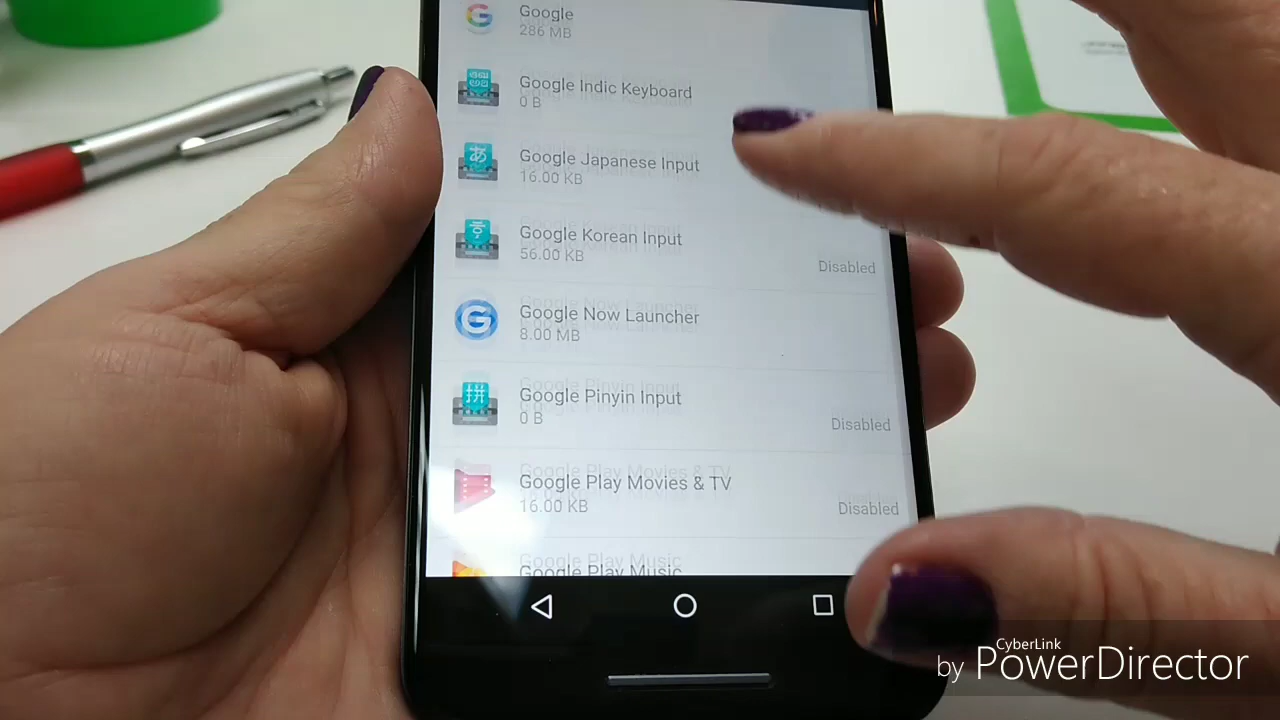 Google
286 MB
Google Indic Keyboard
0 B
Google Japanese Input
16.00 KB
Google Korean Input
56.00 KB
Disabled
Google Now Launcher
8.00 MB
Google Pinyin Input
0 B
Disabled
Google Play Movies & TV
16.00 KB
Disabled
Google Play Music
CyberLink
by PowerDirector